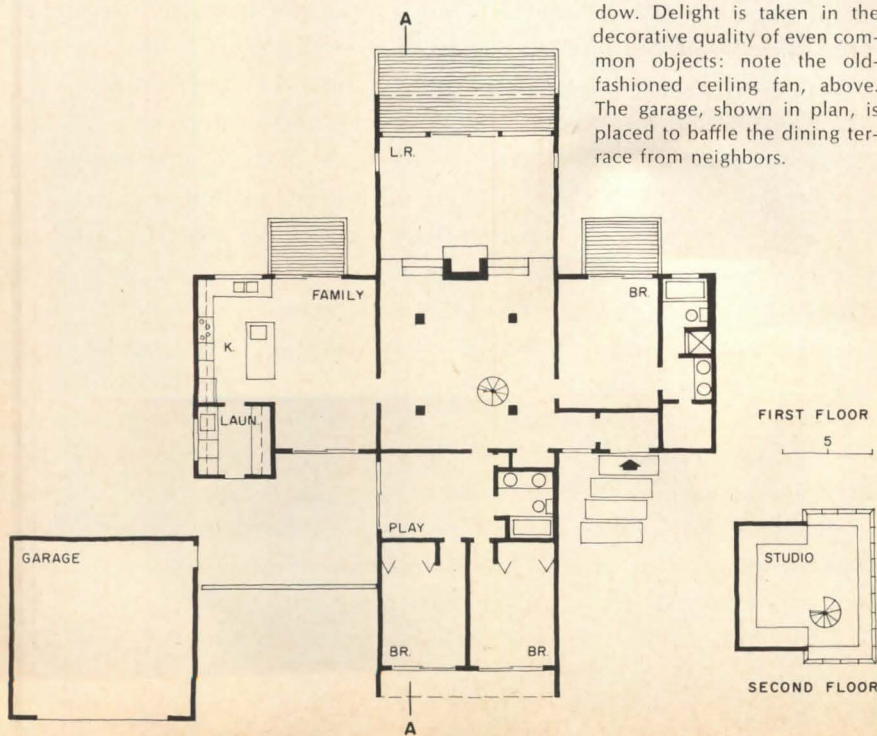 dow. Delight is taken in the
decorative quality of even com-
mon objects: note the old-
fashioned ceiling fan, above.
The garage, shown in plan, is
placed to baffle the dining ter-
race from neighbors.
A
L.R.
FAMILY
BR.
K.
LAUN.
FIRST FLOOR
5
PLAY
GARAGE
STUDIO
BR.
BR.
SECOND FLOOR
A